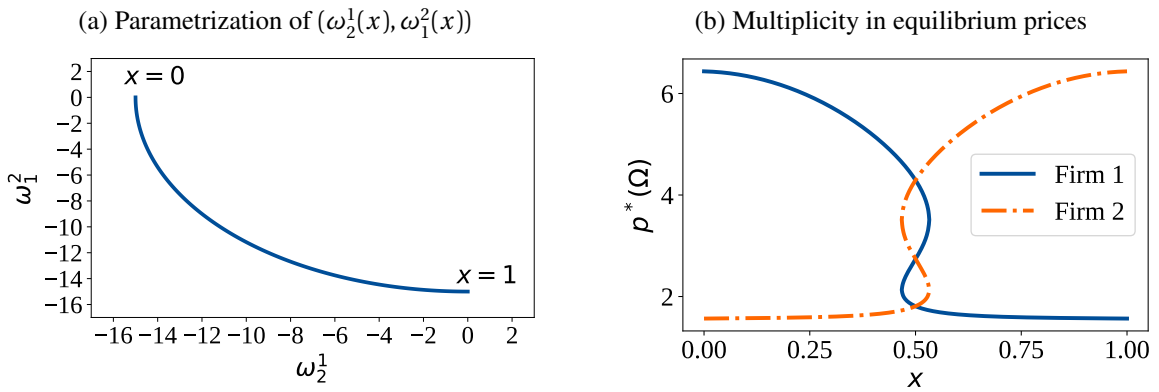 (a) Parametrization of (ω₂¹(x), ω₁²(x))
2
0
−2
−4
−6
−8
−10
−12
−14
−16
ω₁²
x = 0
x = 1
−16 −14 −12 −10 −8 −6 −4 −2 0 2
ω₂¹
(b) Multiplicity in equilibrium prices
6
4
2
p*(Ω)
Firm 1
Firm 2
0.00 0.25 0.50 0.75 1.00
x